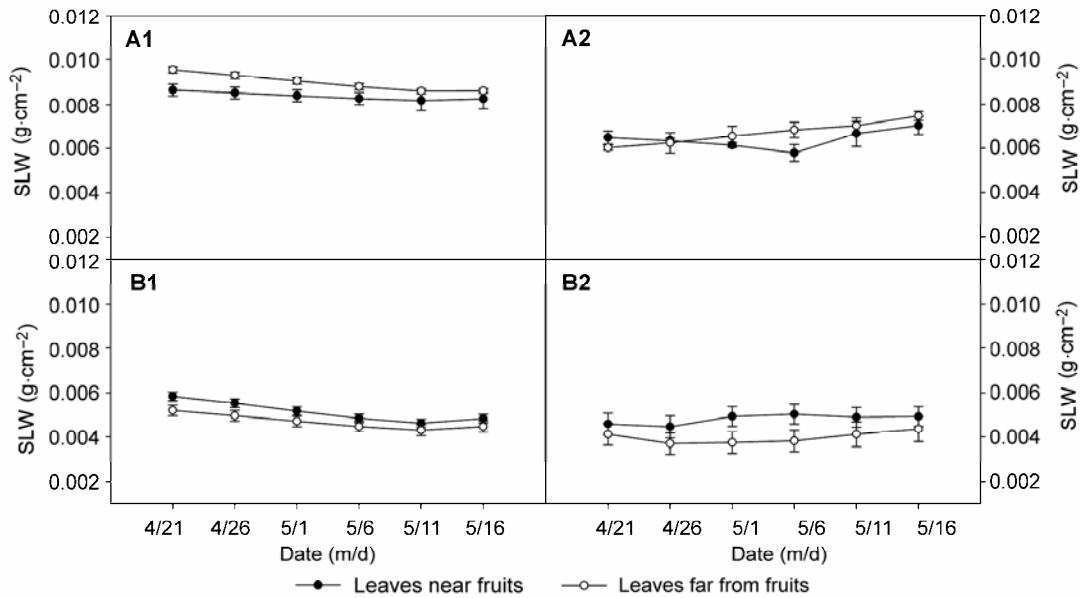 0.012
0.010
0.008
0.006
0.004
0.002
SLW (g·cm−2)
A1
A2
0.012
0.010
0.008
0.006
0.004
0.002
SLW (g·cm−2)
0.012
0.010
0.008
0.006
0.004
0.002
SLW (g·cm−2)
B1
B2
0.012
0.010
0.008
0.006
0.004
0.002
SLW (g·cm−2)
4/21 4/26 5/1 5/6 5/11 5/16
Date (m/d)
4/21 4/26 5/1 5/6 5/11 5/16
Date (m/d)
Leaves near fruits
Leaves far from fruits